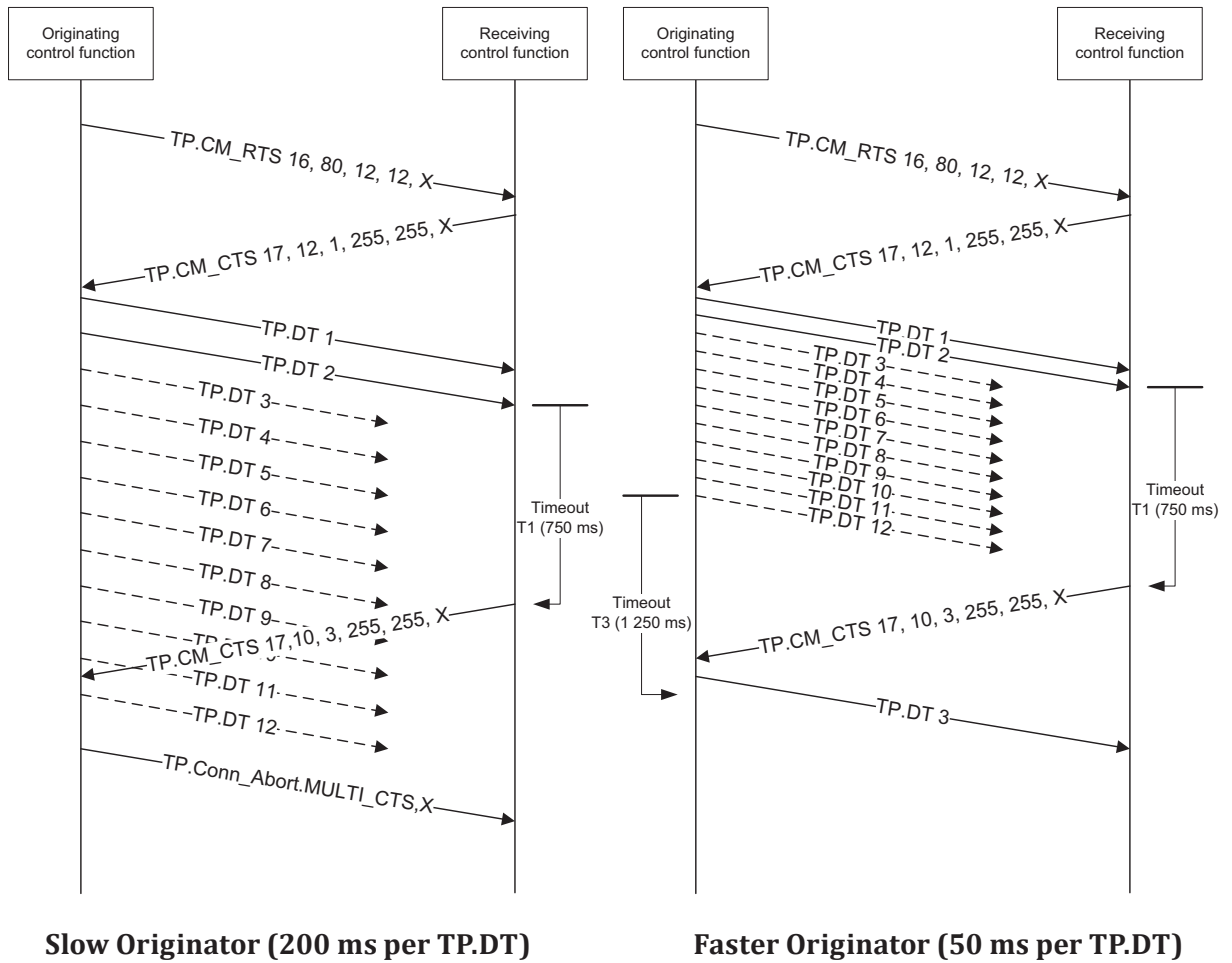 Originating
control function
Receiving
control function
TP.CM_RTS 16, 80, 12, 12, X
TP.CM_CTS 17, 12, 1, 255, 255, X
TP.DT 1
TP.DT 2
TP.DT 3
TP.DT 4
TP.DT 5
TP.DT 6
TP.DT 7
TP.DT 8
TP.DT 9
TP.CM_CTS 17,10, 3, 255, 255, X
TP.DT 11
TP.DT 12
TP.Conn_Abort.MULTI_CTS,X
Timeout
T1 (750 ms)
Slow Originator (200 ms per TP.DT)
Originating
control function
Receiving
control function
TP.CM_RTS 16, 80, 12, 12, X
TP.CM_CTS 17, 12, 1, 255, 255, X
TP.DT 1
TP.DT 2
TP.DT 3
TP.DT 4
TP.DT 5
TP.DT 6
TP.DT 7
TP.DT 8
TP.DT 9
TP.DT 10
TP.DT 11
TP.DT 12
Timeout
T1 (750 ms)
Timeout
T3 (1 250 ms)
TP.CM_CTS 17, 10, 3, 255, 255, X
TP.DT 3
Faster Originator (50 ms per TP.DT)